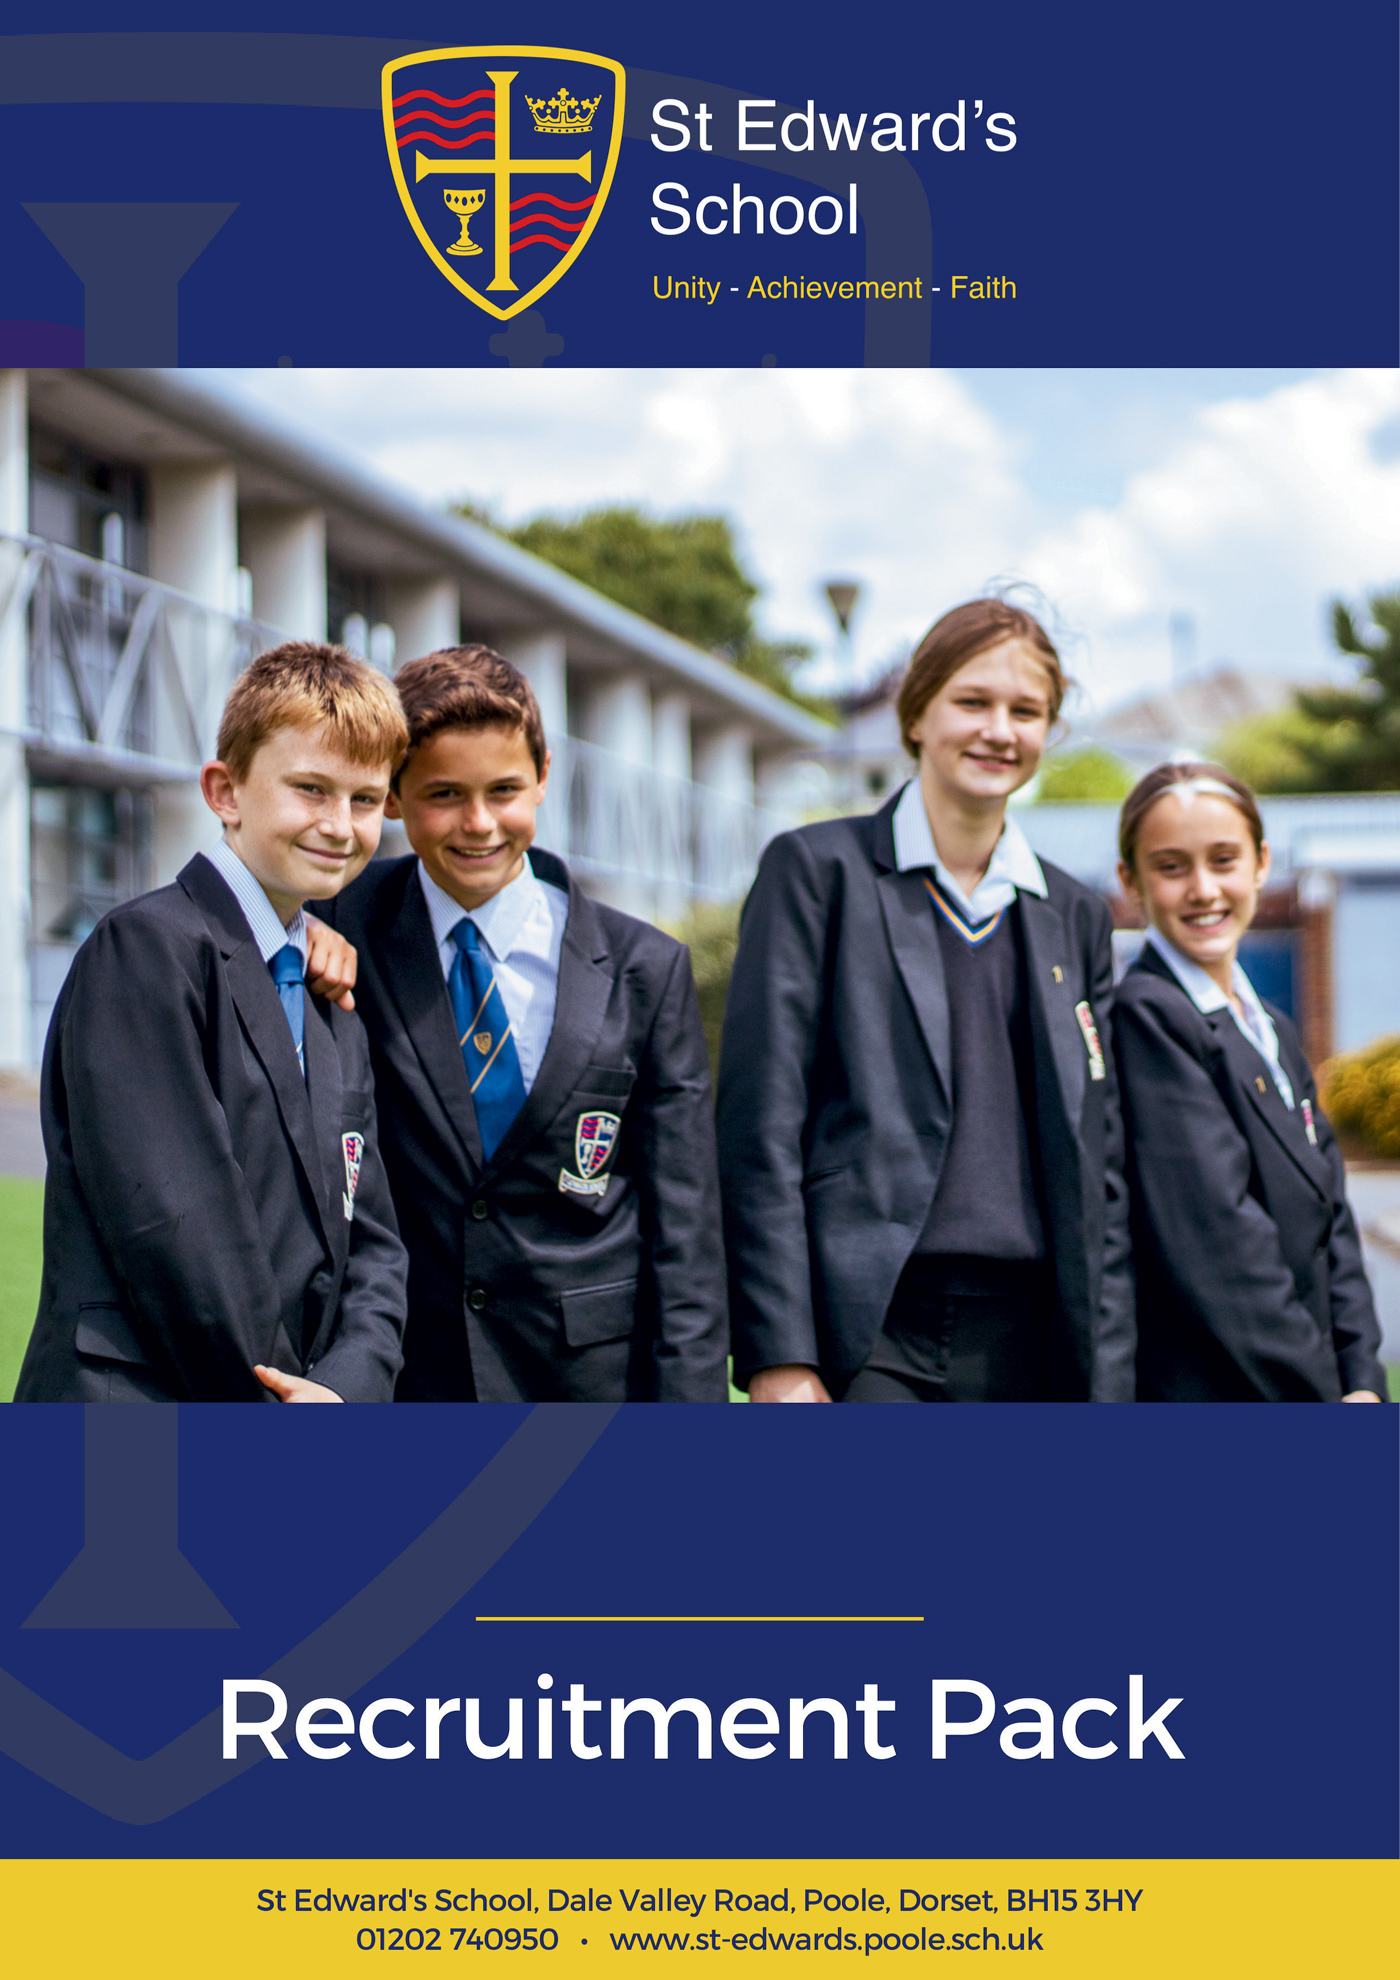 St Edward’s
School
Unity - Achievement - Faith
Recruitment Pack
St Edward's School, Dale Valley Road, Poole, Dorset, BH15 3HY
01202 740950 • www.st-edwards.poole.sch.uk